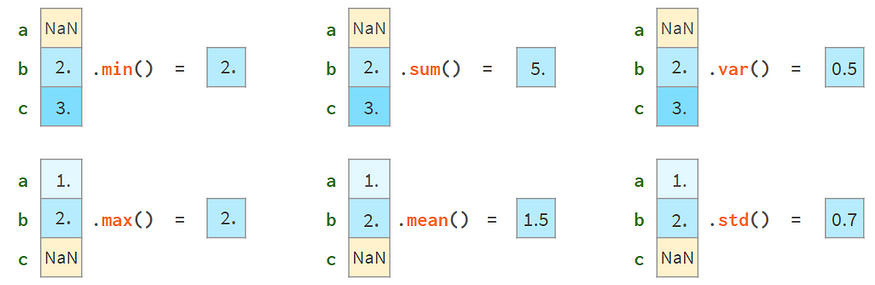 a NaN a NaN a NaN
b 2. .min() = 2. b 2. .sum() = 5. b 2. .var() = 0.5
c 3. c 3. c 3.
a 1. a 1. a 1.
b 2. .max() = 2. b 2. .mean() = 1.5 b 2. .std() = 0.7
c NaN c NaN c NaN